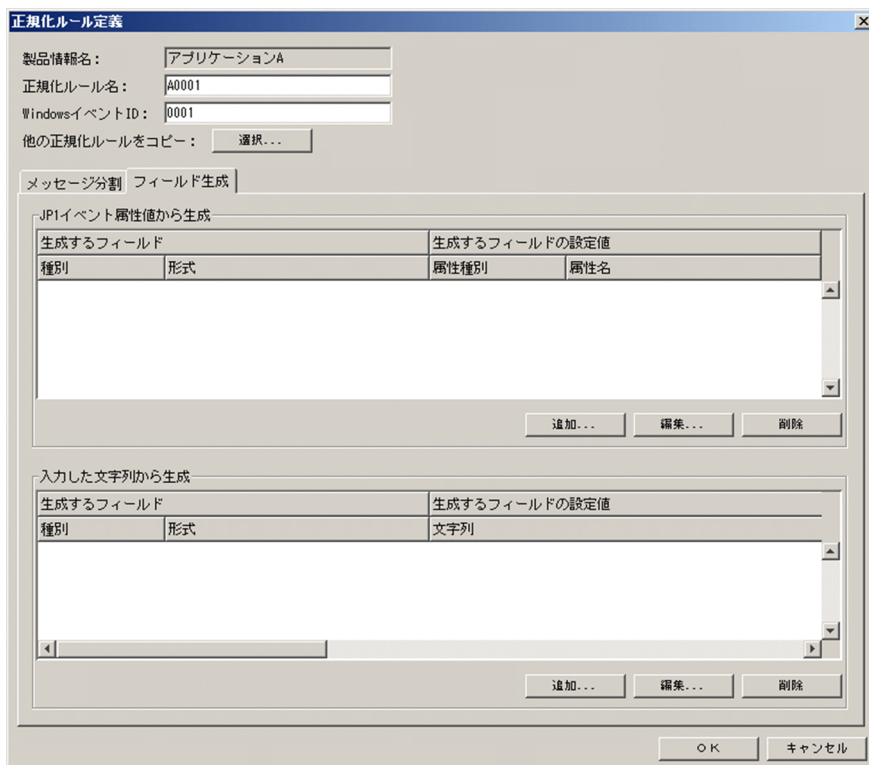 正規化ルール定義
製品情報名： アプリケーションA
正規化ルール名： A0001
WindowsイベントID： 0001
他の正規化ルールをコピー： 選択...
メッセージ分割 フィールド生成
JP1イベント属性値から生成
生成するフィールド 生成するフィールドの設定値
種別 形式 属性種別 属性名
追加... 編集... 削除
入力した文字列から生成
生成するフィールド 生成するフィールドの設定値
種別 形式 文字列
追加... 編集... 削除
OK キャンセル